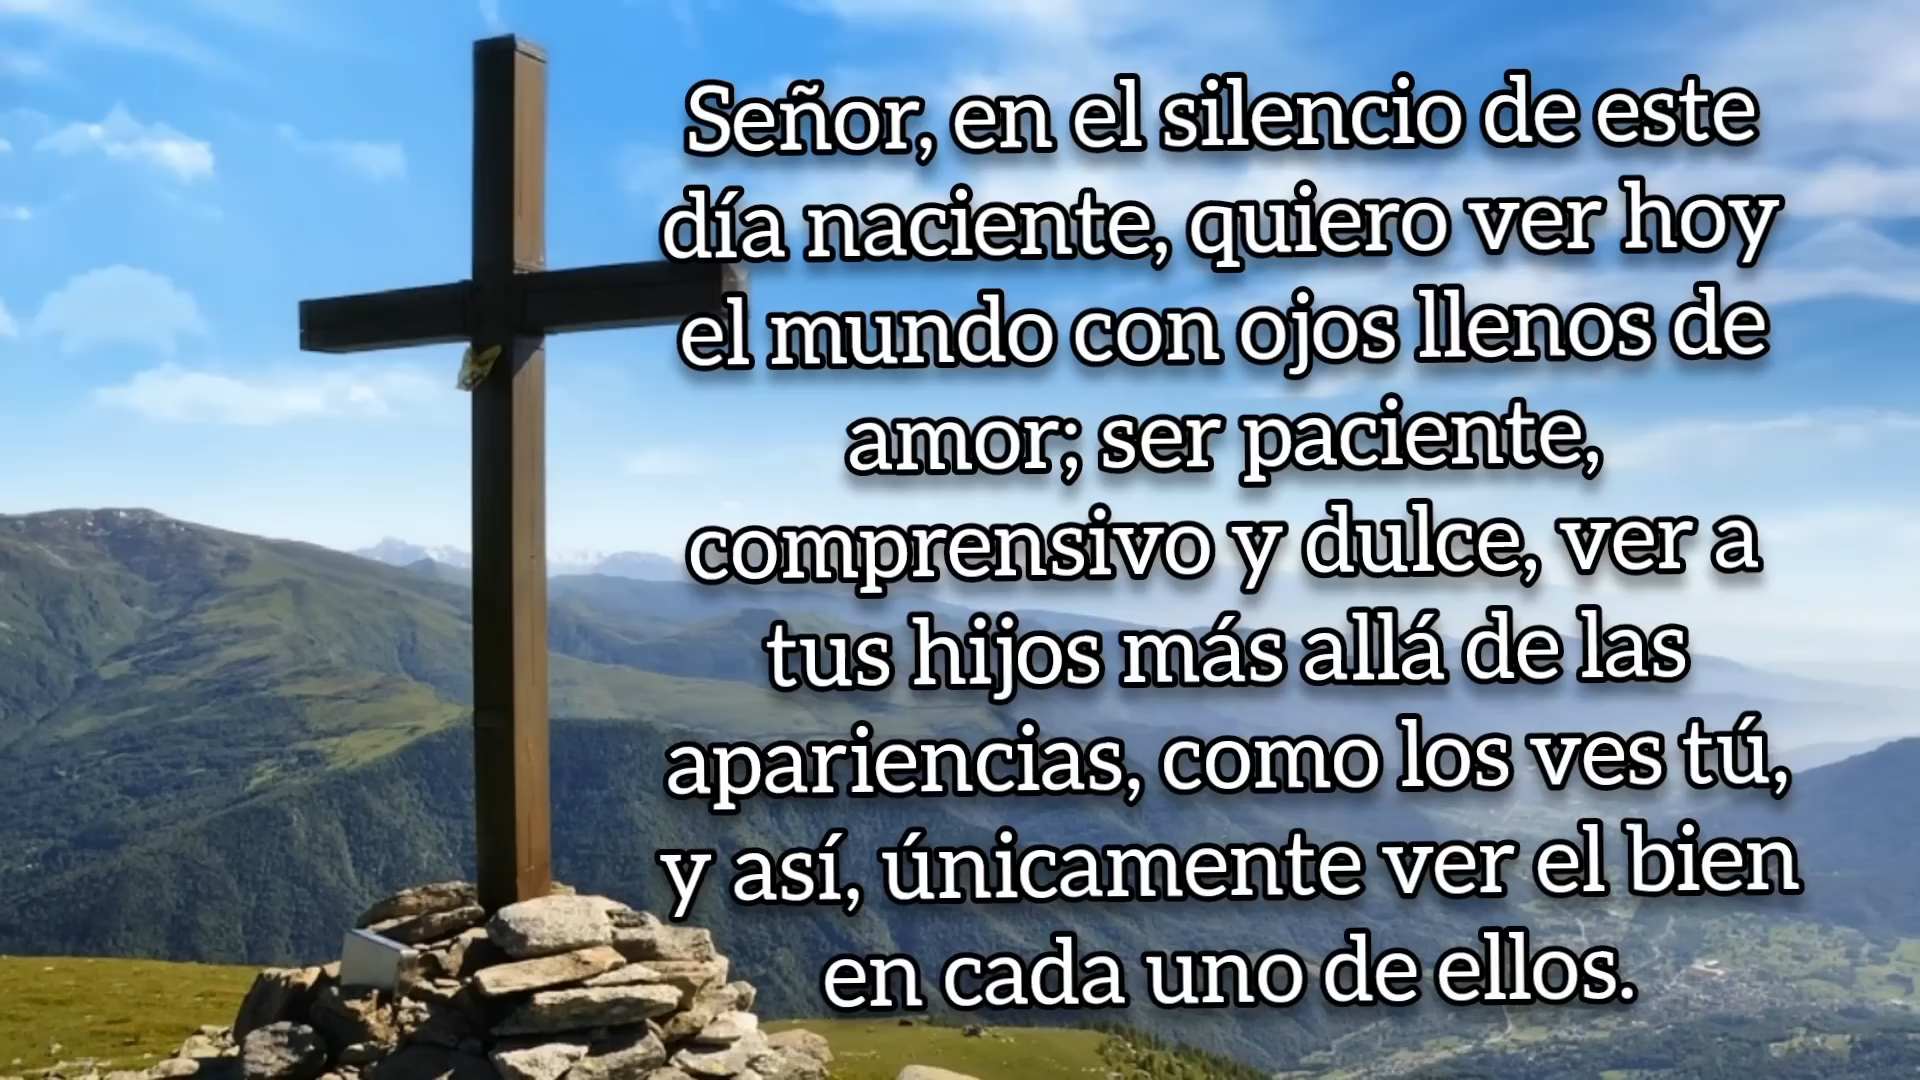 Señor, en el silencio de este
día naciente, quiero ver hoy
el mundo con ojos llenos de
amor; ser paciente,
comprensivo y dulce, ver a
tus hijos más allá de las
apariencias, como los ves tú,
y así, únicamente ver el bien
en cada uno de ellos.